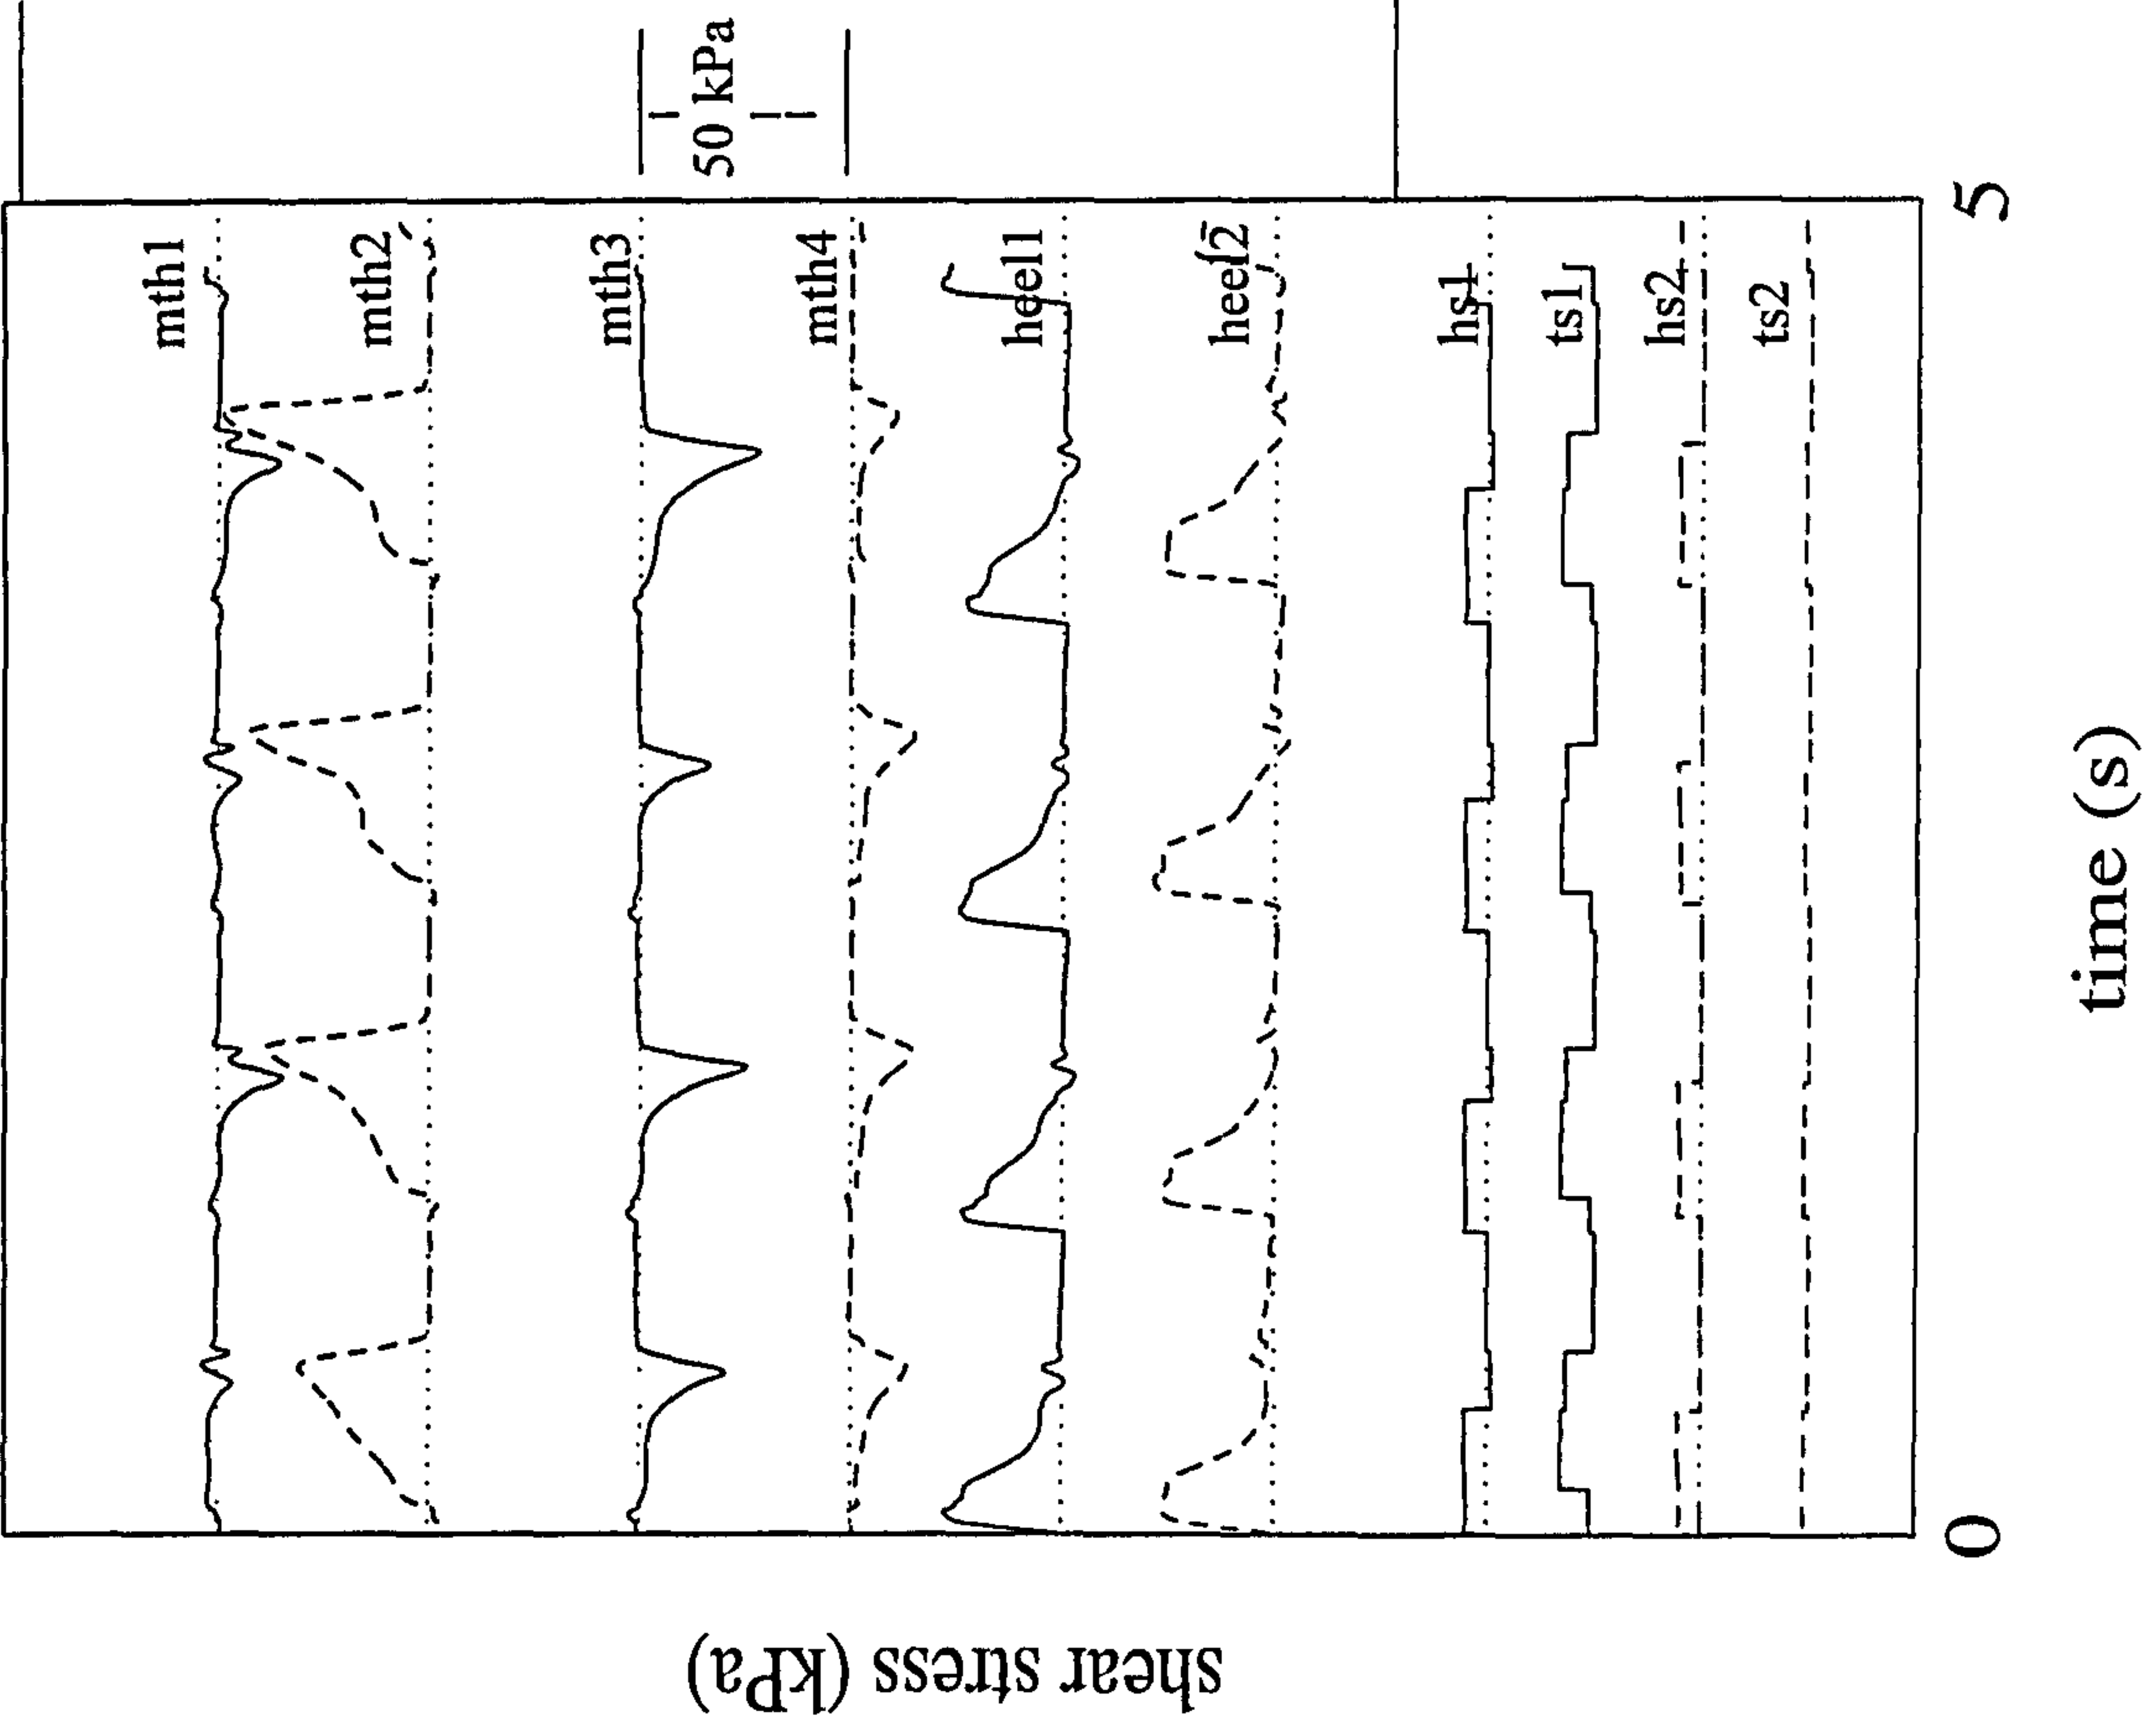 mth1
mth2
mth3
50 kPa
mth4
heel1
heel2
hs1
ts1
hs2
ts2
0
5
time (s)
shear stress (kPa)